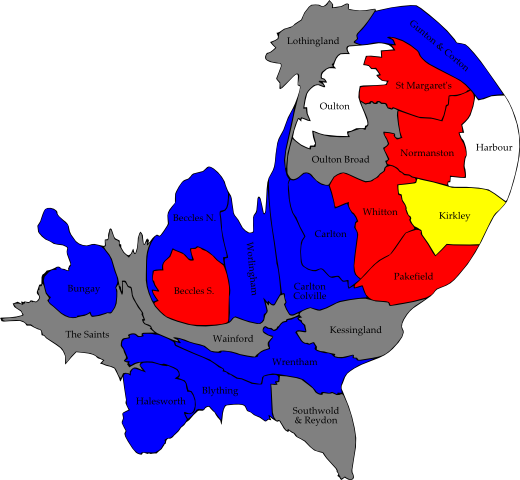 Lothingland
Gunton & Corton
St Margaret's
Oulton
Harbour
Normanston
Oulton Broad
Whitton
Kirkley
Beccles N.
Carlton
Worlingham
Pakefield
Bungay
Beccles S.
Carlton
Colville
Kessingland
The Saints
Wainford
Wrentham
Blything
Halesworth
Southwold
& Reydon